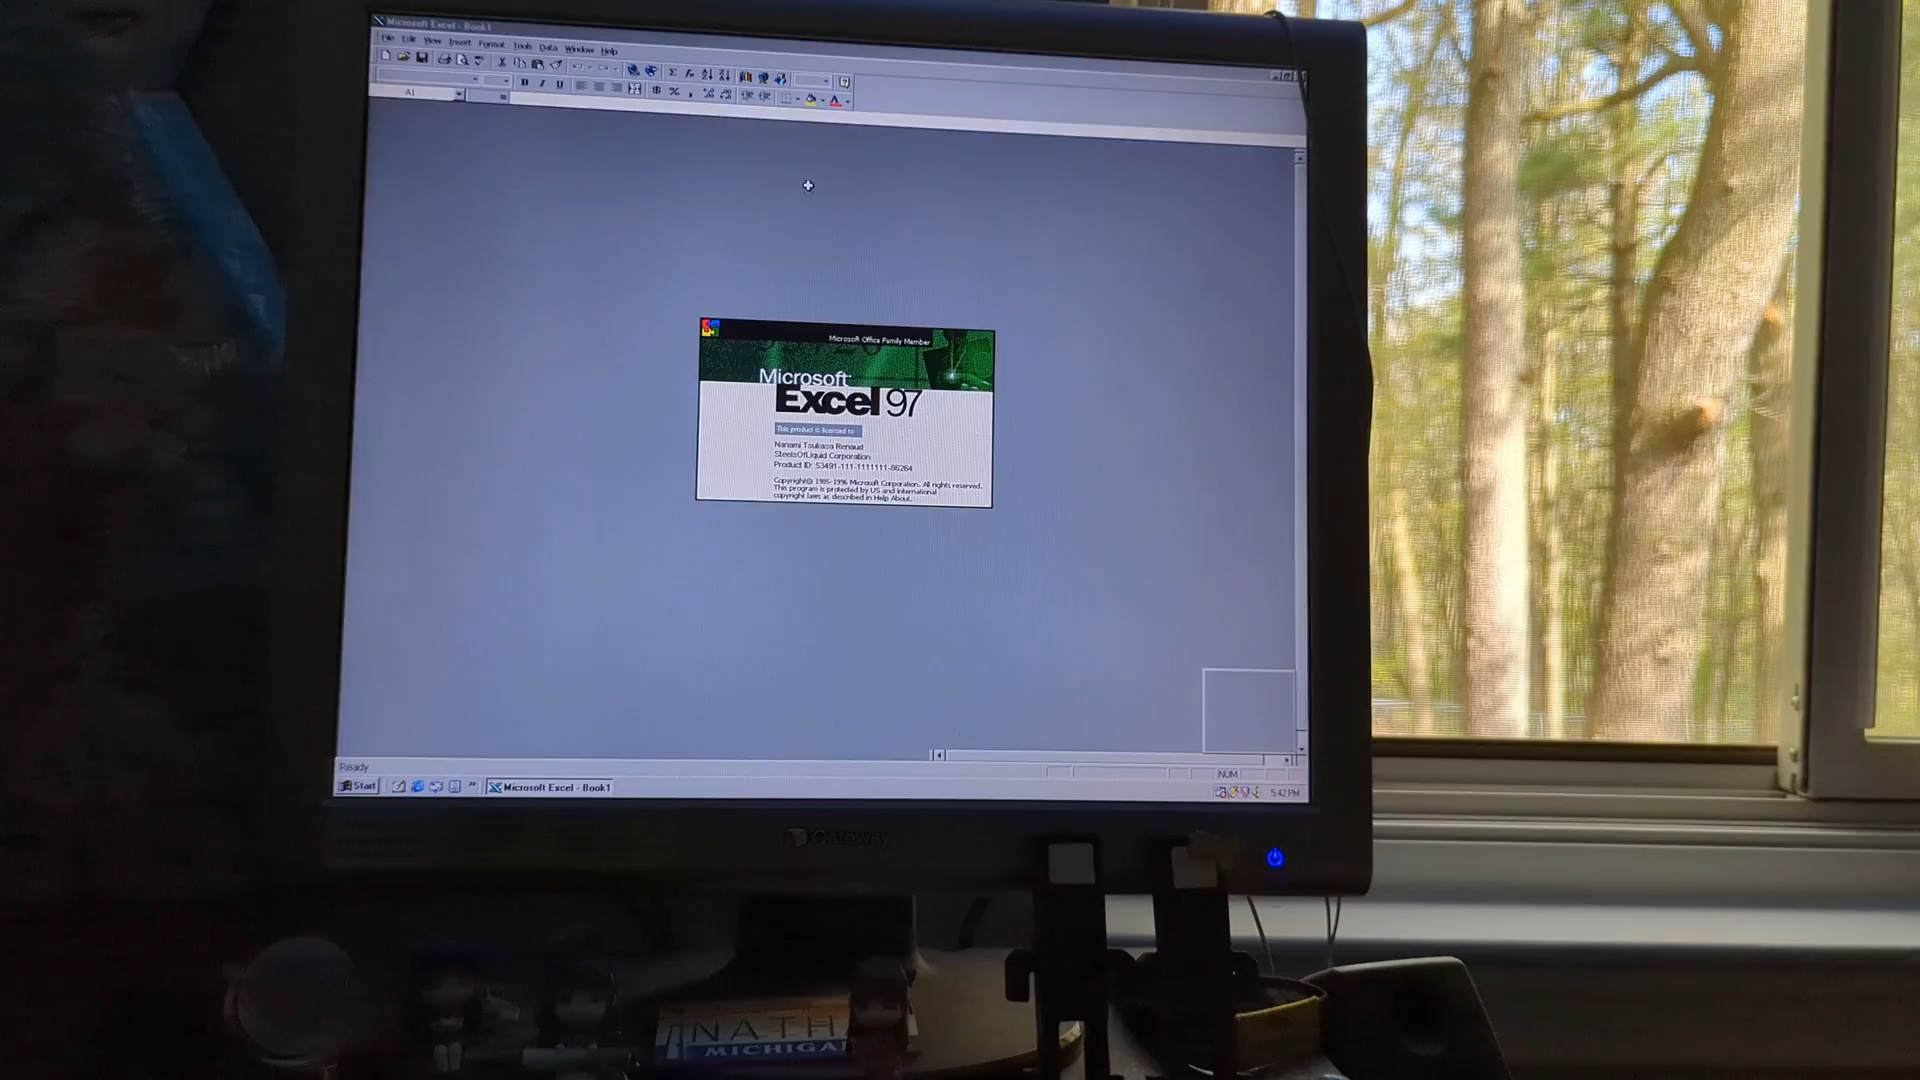 Microsoft Excel - Book1
File Edit View Insert Format Tools Data Window Help
B I U $ % ,
A1 =
Microsoft Office Family Member
Microsoft
Excel 97
This product is licensed to
Nanami Tsukasa Renaud
SteelsOfLiquid Corporation
Product ID: 53491-111-1111111-86264
Copyright© 1985-1996 Microsoft Corporation. All rights reserved.
This program is protected by US and international
copyright laws as described in Help About.
Ready
NUM
Start
Microsoft Excel - Book1
5:42 PM
Gateway
NATHA
MICHIGAN